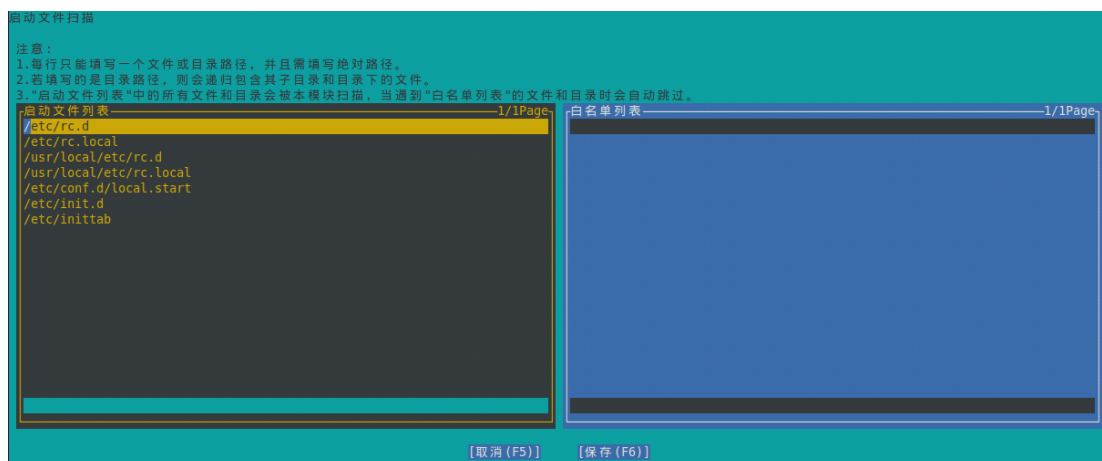 启动文件扫描
注意：
1.每行只能填写一个文件或目录路径，并且需填写绝对路径。
2.若填写的是目录路径，则会递归包含其子目录和目录下的文件。
3."启动文件列表"中的所有文件和目录会被本模块扫描，当遇到"白名单列表"的文件和目录时会自动跳过。
启动文件列表 1/1Page
/etc/rc.d
/etc/rc.local
/usr/local/etc/rc.d
/usr/local/etc/rc.local
/etc/conf.d/local.start
/etc/init.d
/etc/inittab
白名单列表 1/1Page
[取消(F5)] [保存(F6)]